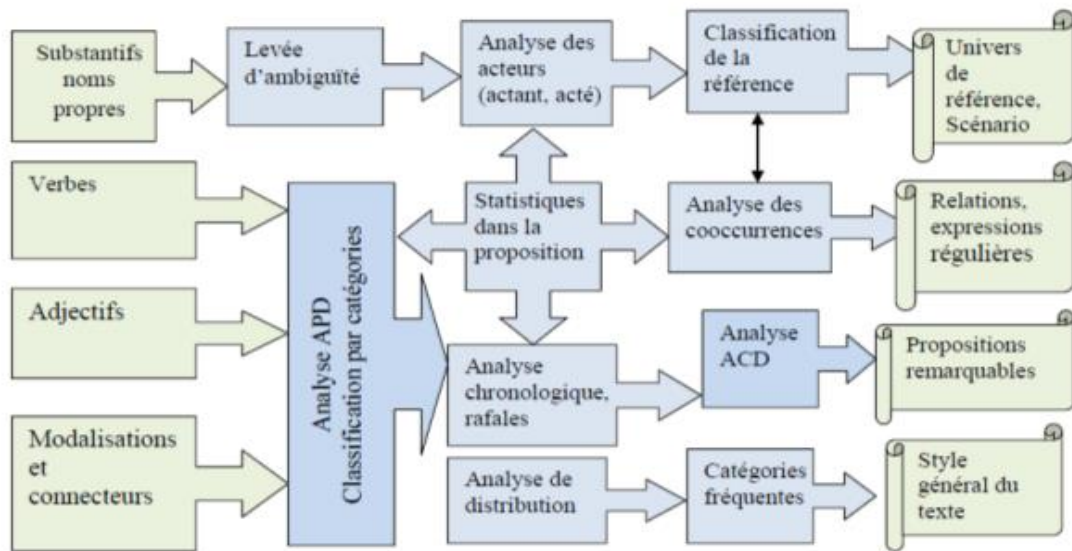 Substantifs
noms
propres
Levée
d'ambiguïté
Analyse des
acteurs
(actant, acté)
Classification
de la
référence
Univers
de
référence,
Scénario
Verbes
Analyse APD
Classification par catégories
Statistiques
dans la
proposition
Analyse des
cooccurrences
Relations,
expressions
régulières
Adjectifs
Analyse
chronologique,
rafales
Analyse
ACD
Propositions
remarquables
Modalisations
et
connecteurs
Analyse de
distribution
Catégories
fréquentes
Style
général du
texte